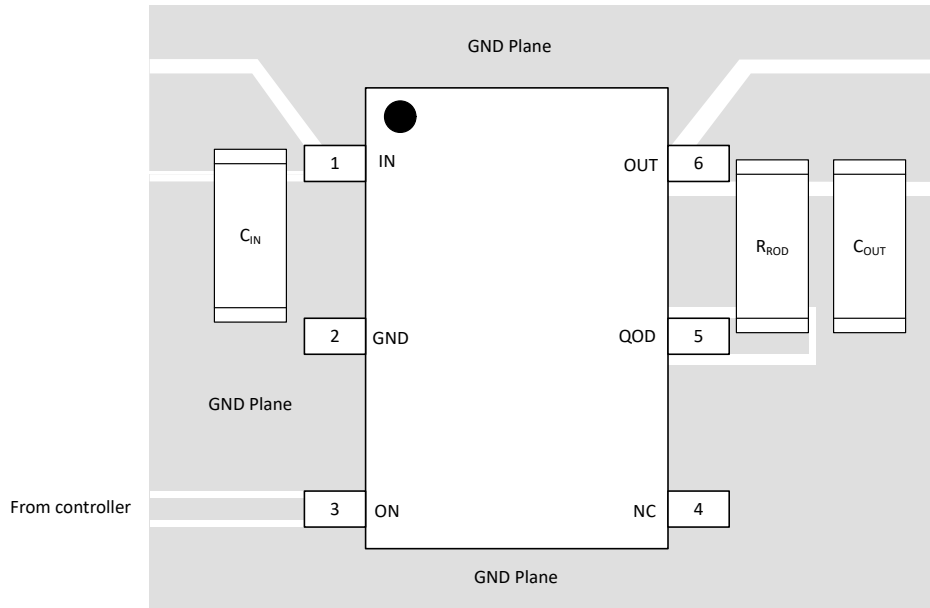 GND Plane
1
IN
OUT
6
C_IN
R_ROD
C_OUT
2
GND
QOD
5
GND Plane
From controller
3
ON
NC
4
GND Plane